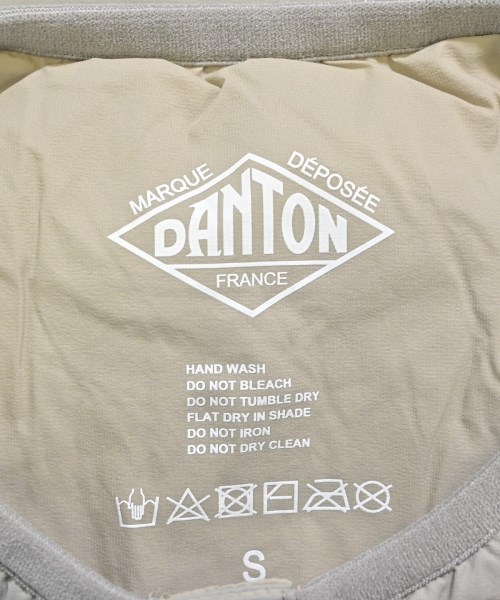 MARQUE DÉPOSÉE
DANTON
FRANCE
HAND WASH
DO NOT BLEACH
DO NOT TUMBLE DRY
FLAT DRY IN SHADE
DO NOT IRON
DO NOT DRY CLEAN
S